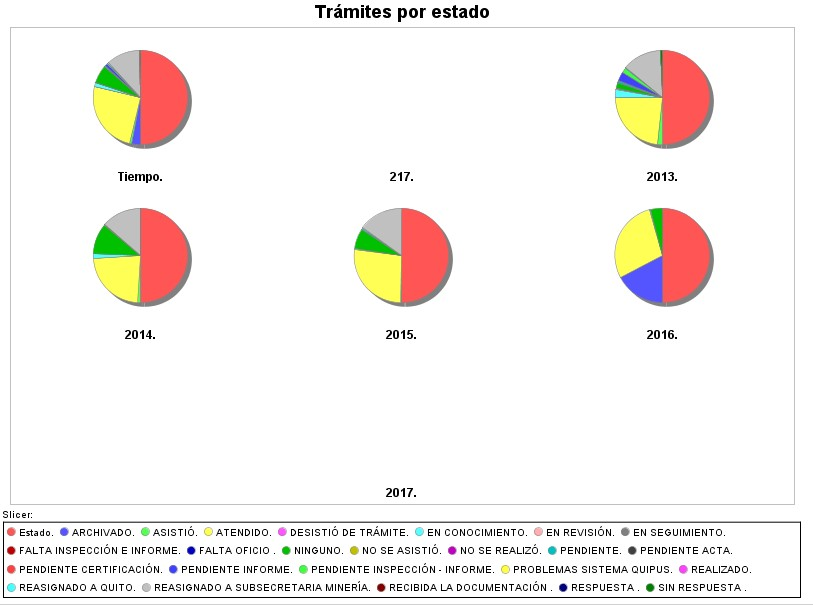 Trámites por estado
Tiempo. 217. 2013.
2014. 2015. 2016.
2017.
Slicer:
Estado. ARCHIVADO. ASISTIÓ. ATENDIDO. DESISTIÓ DE TRÁMITE. EN CONOCIMIENTO. EN REVISIÓN. EN SEGUIMIENTO.
FALTA INSPECCIÓN E INFORME. FALTA OFICIO . NINGUNO. NO SE ASISTIÓ. NO SE REALIZÓ. PENDIENTE. PENDIENTE ACTA.
PENDIENTE CERTIFICACIÓN. PENDIENTE INFORME. PENDIENTE INSPECCIÓN - INFORME. PROBLEMAS SISTEMA QUIPUS. REALIZADO.
REASIGNADO A QUITO. REASIGNADO A SUBSECRETARIA MINERÍA. RECIBIDA LA DOCUMENTACIÓN . RESPUESTA . SIN RESPUESTA .